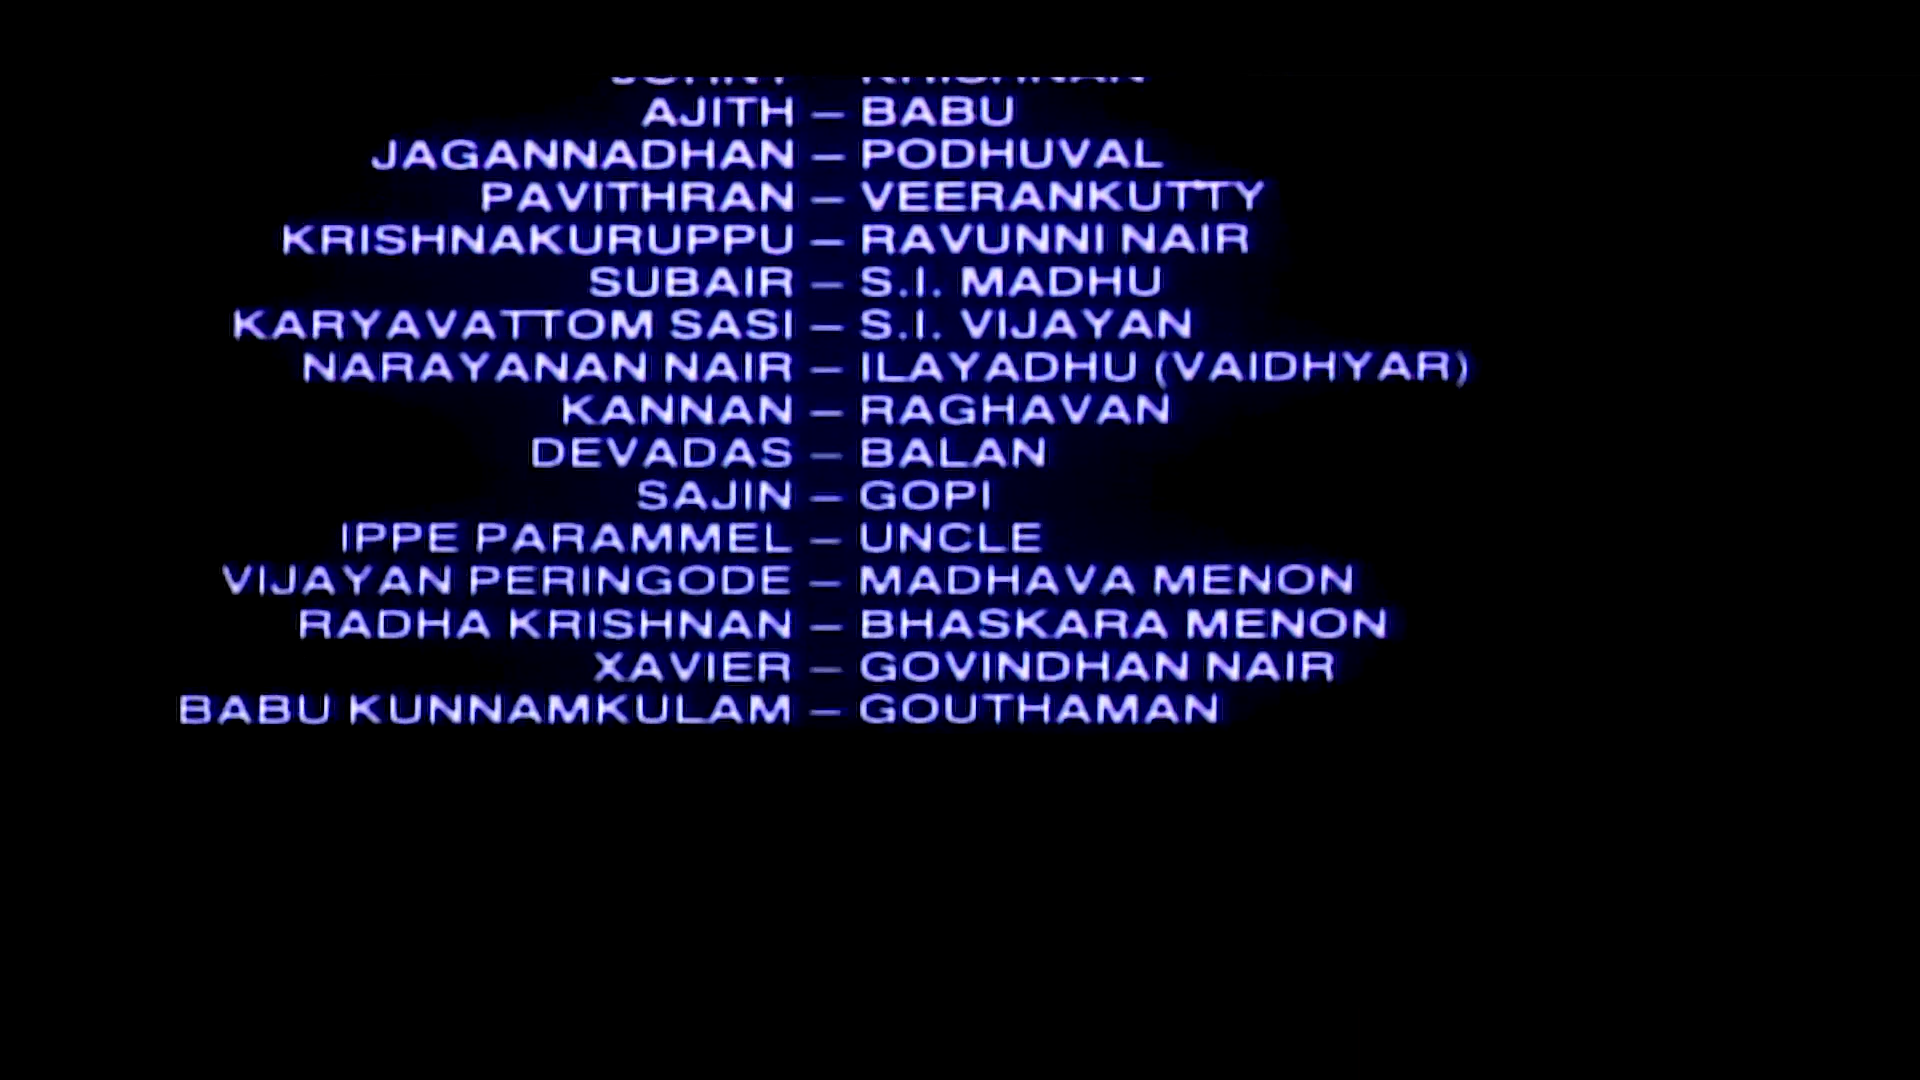 AJITH – BABU
JAGANNADHAN – PODHUVAL
PAVITHRAN – VEERANKUTTY
KRISHNAKURUPPU – RAVUNNI NAIR
SUBAIR – S.I. MADHU
KARYAVATTOM SASI – S.I. VIJAYAN
NARAYANAN NAIR – ILAYADHU (VAIDHYAR)
KANNAN – RAGHAVAN
DEVADAS – BALAN
SAJIN – GOPI
IPPE PARAMMEL – UNCLE
VIJAYAN PERINGODE – MADHAVA MENON
RADHA KRISHNAN – BHASKARA MENON
XAVIER – GOVINDHAN NAIR
BABU KUNNAMKULAM – GOUTHAMAN